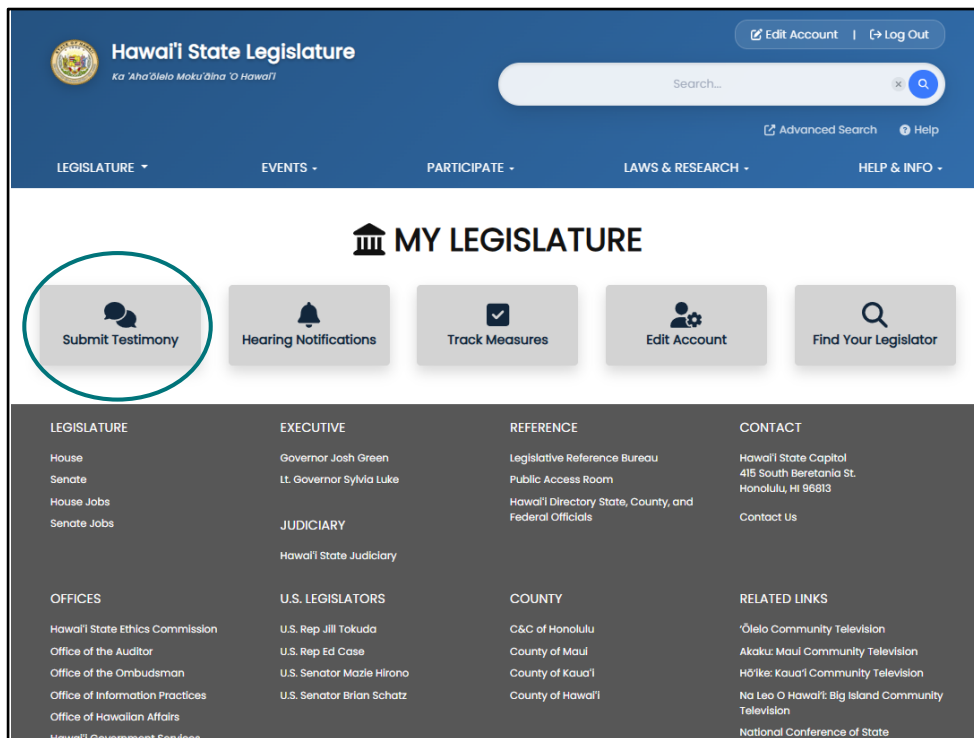 Edit Account | Log Out
Hawai'i State Legislature
Ka 'Aha'ōlelo Moku'āina 'O Hawai'i
Search...
Advanced Search Help
LEGISLATURE EVENTS PARTICIPATE LAWS & RESEARCH HELP & INFO
MY LEGISLATURE
Submit Testimony
Hearing Notifications
Track Measures
Edit Account
Find Your Legislator
LEGISLATURE
House
Senate
House Jobs
Senate Jobs
EXECUTIVE
Governor Josh Green
Lt. Governor Sylvia Luke
JUDICIARY
Hawai'i State Judiciary
REFERENCE
Legislative Reference Bureau
Public Access Room
Hawai'i Directory State, County, and
Federal Officials
CONTACT
Hawai'i State Capitol
415 South Beretania St.
Honolulu, HI 96813
Contact Us
OFFICES
Hawai'i State Ethics Commission
Office of the Auditor
Office of the Ombudsman
Office of Information Practices
Office of Hawaiian Affairs
Hawai'i Government Services
U.S. LEGISLATORS
U.S. Rep Jill Tokuda
U.S. Rep Ed Case
U.S. Senator Mazie Hirono
U.S. Senator Brian Schatz
COUNTY
C&C of Honolulu
County of Maui
County of Kaua'i
County of Hawai'i
RELATED LINKS
'Ōlelo Community Television
Akaku: Maui Community Television
Hō'ike: Kaua'i Community Television
Na Leo O Hawai'i: Big Island Community
Television
National Conference of State